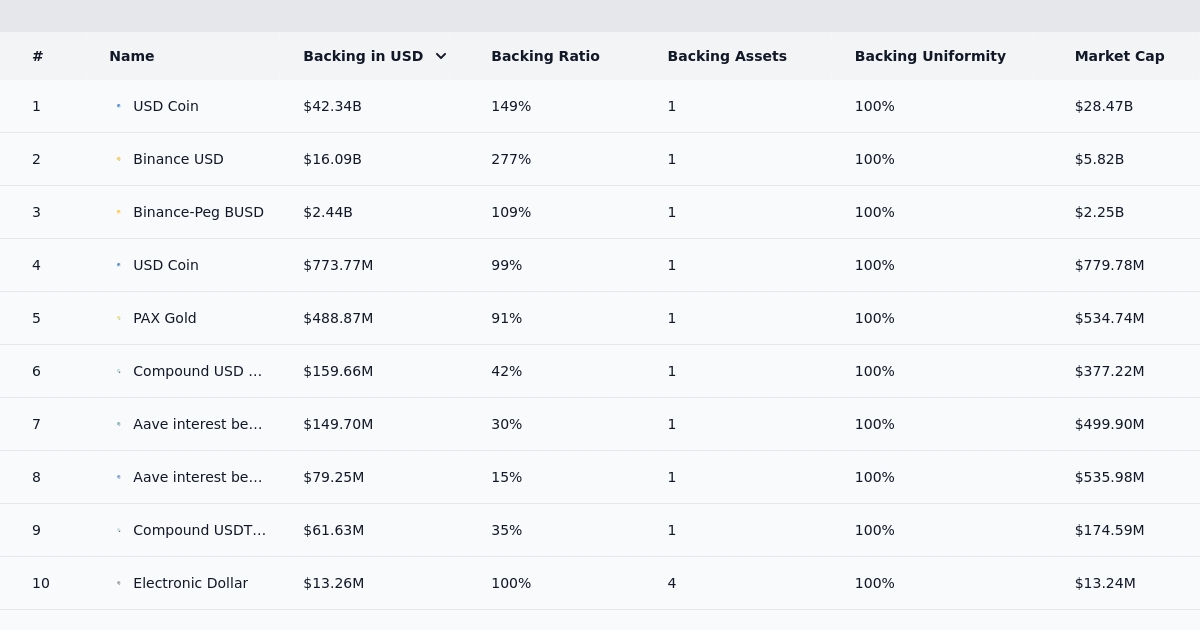 # Name Backing in USD Backing Ratio Backing Assets Backing Uniformity Market Cap
1 USD Coin $42.34B 149% 1 100% $28.47B
2 Binance USD $16.09B 277% 1 100% $5.82B
3 Binance-Peg BUSD $2.44B 109% 1 100% $2.25B
4 USD Coin $773.77M 99% 1 100% $779.78M
5 PAX Gold $488.87M 91% 1 100% $534.74M
6 Compound USD … $159.66M 42% 1 100% $377.22M
7 Aave interest be… $149.70M 30% 1 100% $499.90M
8 Aave interest be… $79.25M 15% 1 100% $535.98M
9 Compound USDT… $61.63M 35% 1 100% $174.59M
10 Electronic Dollar $13.26M 100% 4 100% $13.24M